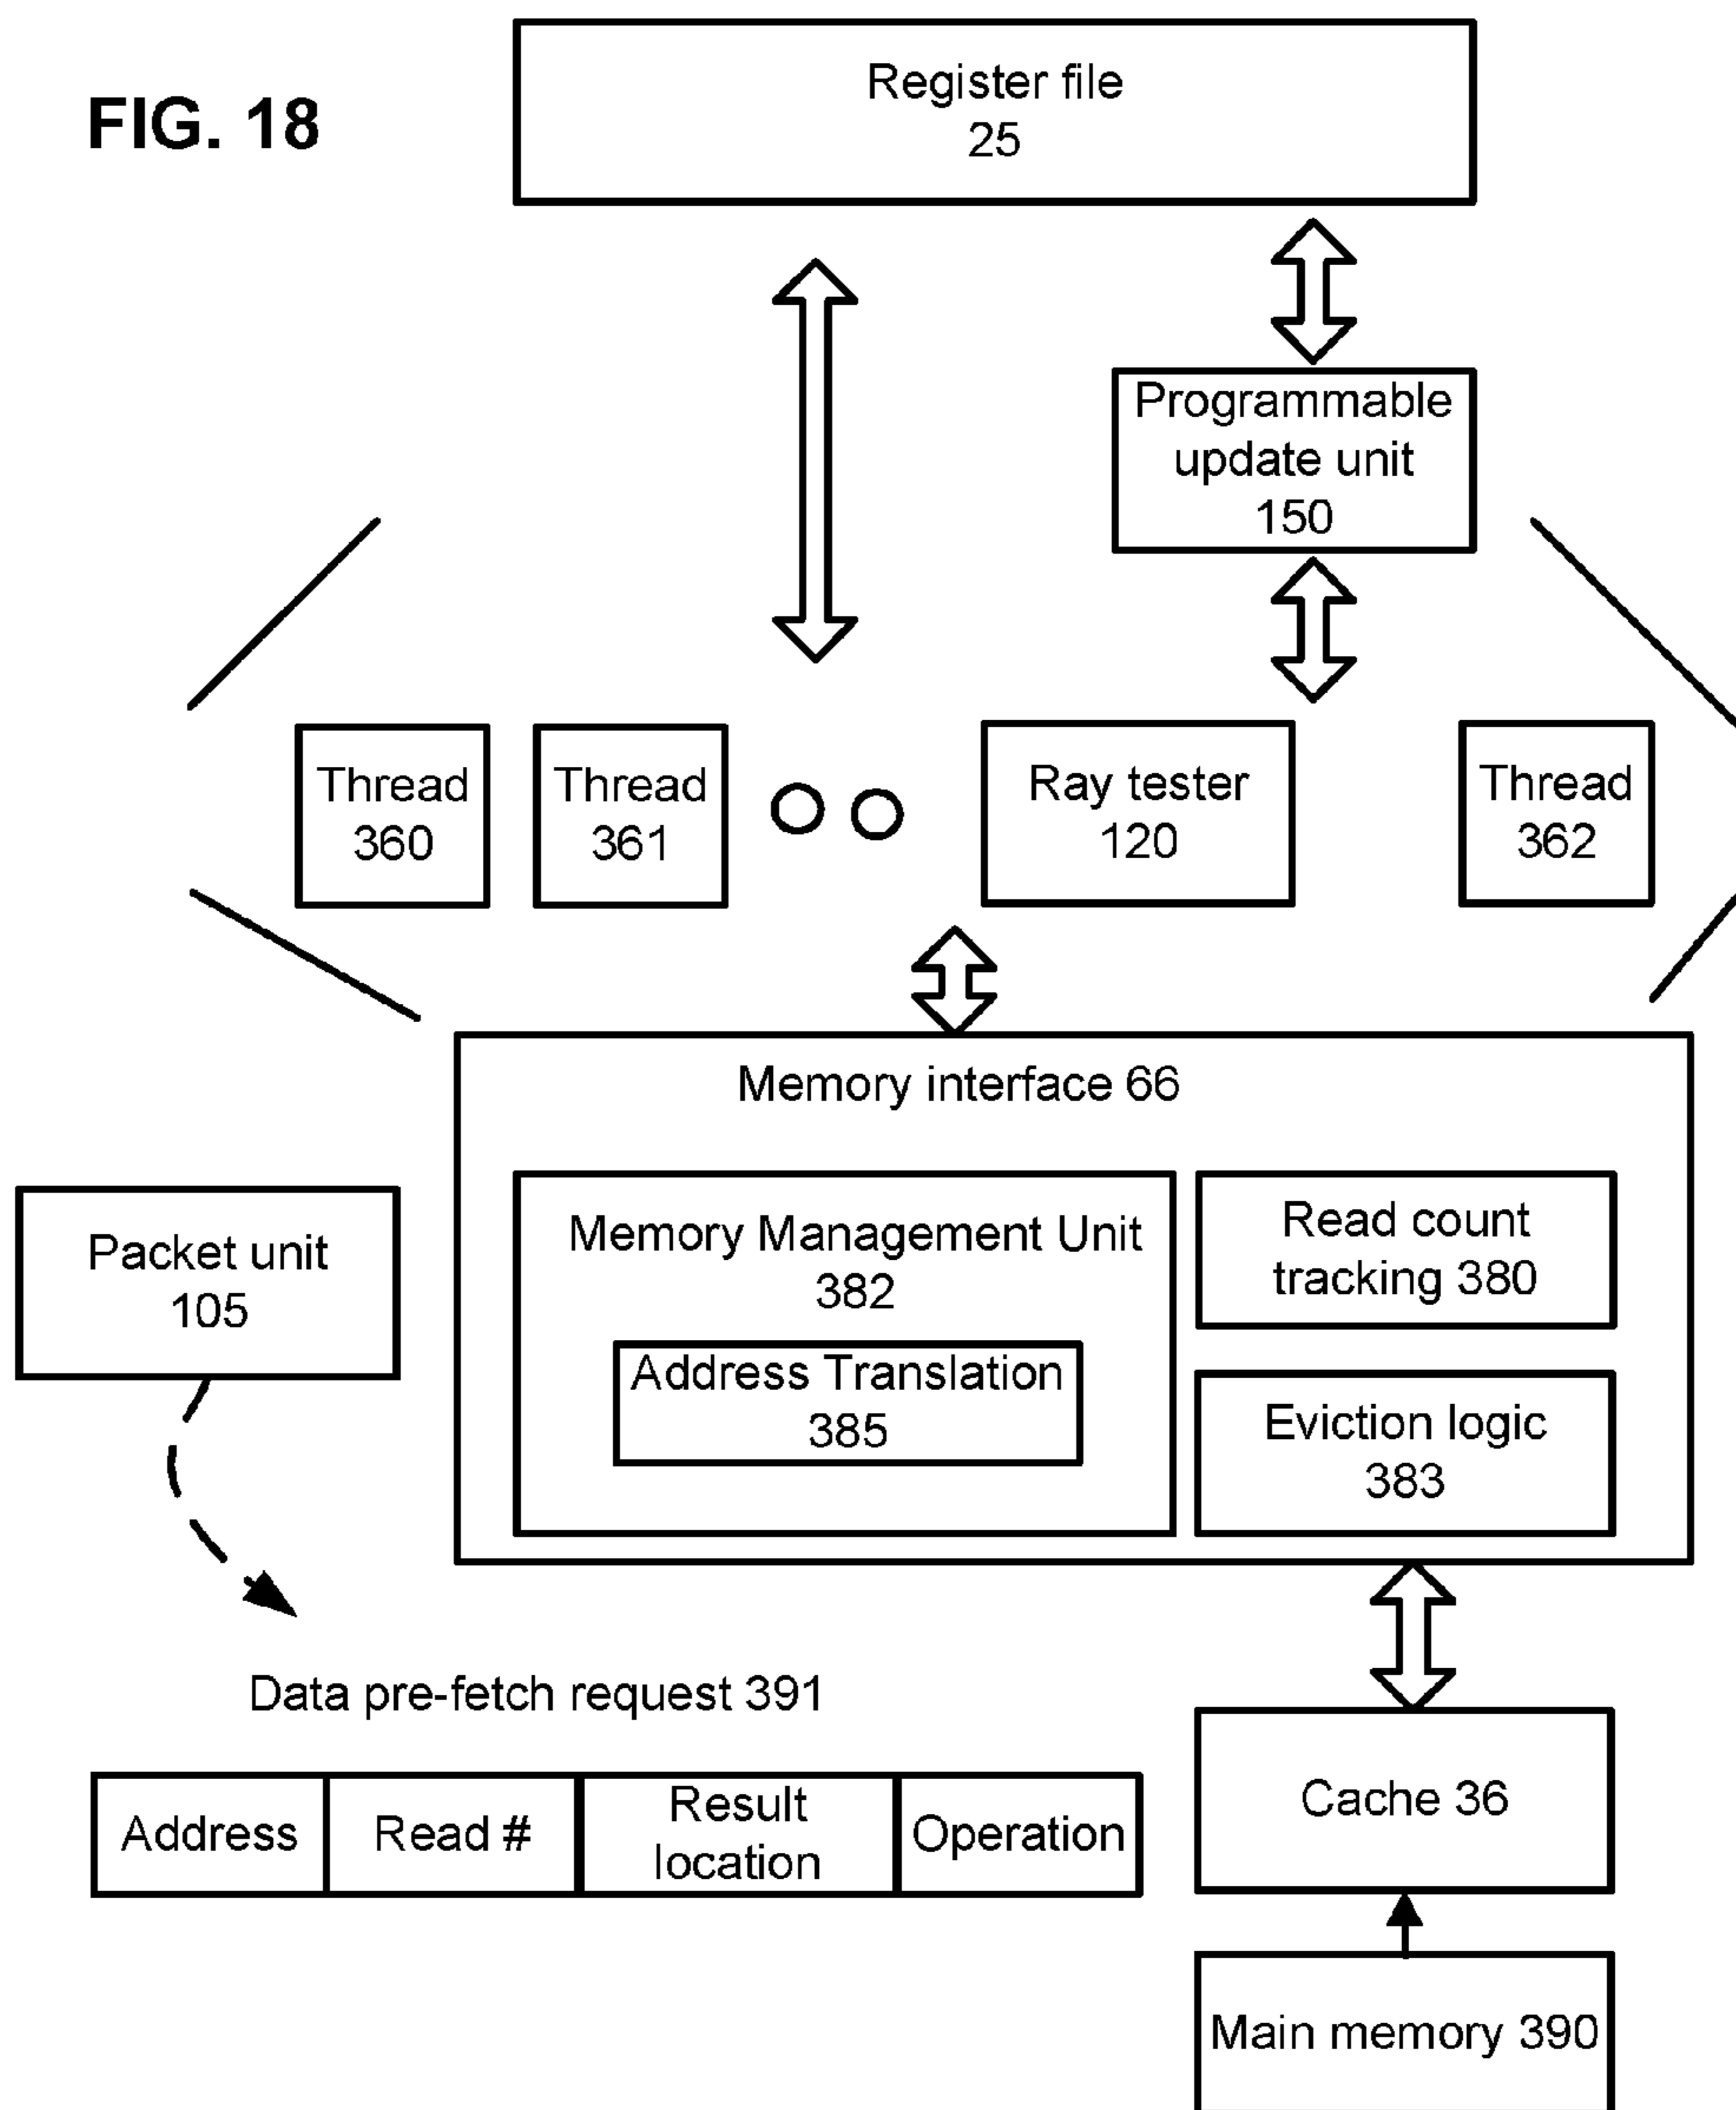 FIG. 18
Register file
25
Programmable
update unit
150
Thread
360
Thread
361
Ray tester
120
Thread
362
Memory interface 66
Packet unit
105
Memory Management Unit
382
Address Translation
385
Read count
tracking 380
Eviction logic
383
Data pre-fetch request 391
Address
Read #
Result
location
Operation
Cache 36
Main memory 390